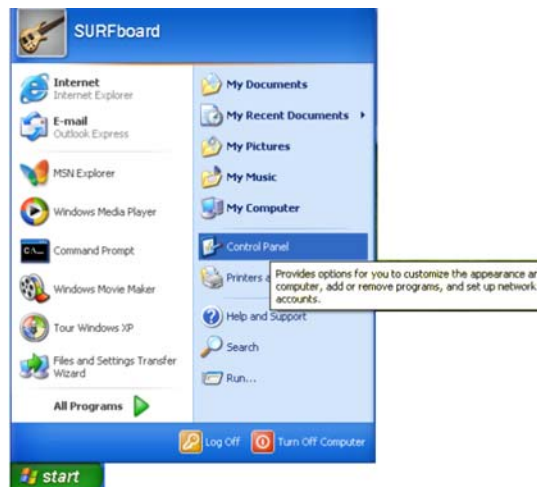 SURFboard
Internet
Internet Explorer
E-mail
Outlook Express
MSN Explorer
Windows Media Player
Command Prompt
Windows Movie Maker
Tour Windows XP
Files and Settings Transfer
Wizard
All Programs
My Documents
My Recent Documents
My Pictures
My Music
My Computer
Control Panel
Printers a
Provides options for you to customize the appearance an
computer, add or remove programs, and set up network
accounts.
Help and Support
Search
Run...
Log Off
Turn Off Computer
start